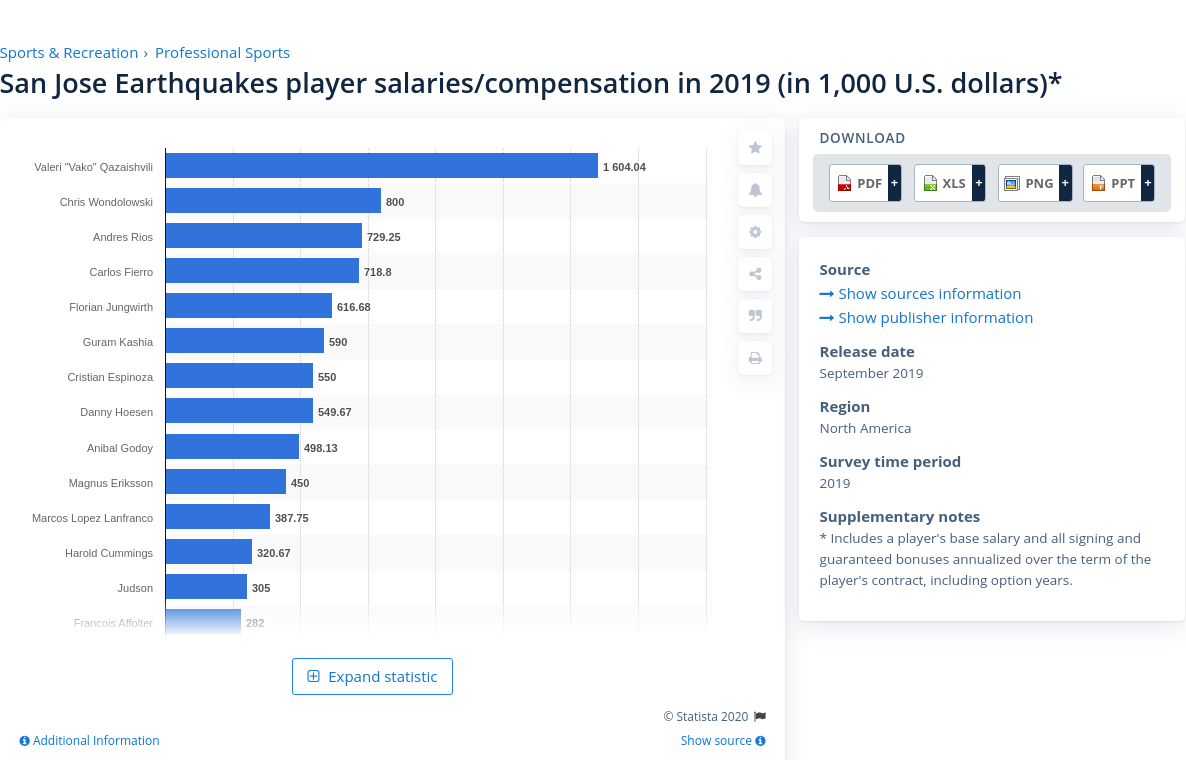 Sports & Recreation › Professional Sports
San Jose Earthquakes player salaries/compensation in 2019 (in 1,000 U.S. dollars)*
Valeri "Vako" Qazaishvili 1 604.04
Chris Wondolowski 800
Andres Rios 729.25
Carlos Fierro 718.8
Florian Jungwirth 616.68
Guram Kashia 590
Cristian Espinoza 550
Danny Hoesen 549.67
Anibal Godoy 498.13
Magnus Eriksson 450
Marcos Lopez Lanfranco 387.75
Harold Cummings 320.67
Judson 305
Francois Affolter 282
Expand statistic
© Statista 2020
Additional Information
Show source
DOWNLOAD
PDF + XLS + PNG + PPT +
Source
Show sources information
Show publisher information
Release date
September 2019
Region
North America
Survey time period
2019
Supplementary notes
* Includes a player's base salary and all signing and
guaranteed bonuses annualized over the term of the
player's contract, including option years.